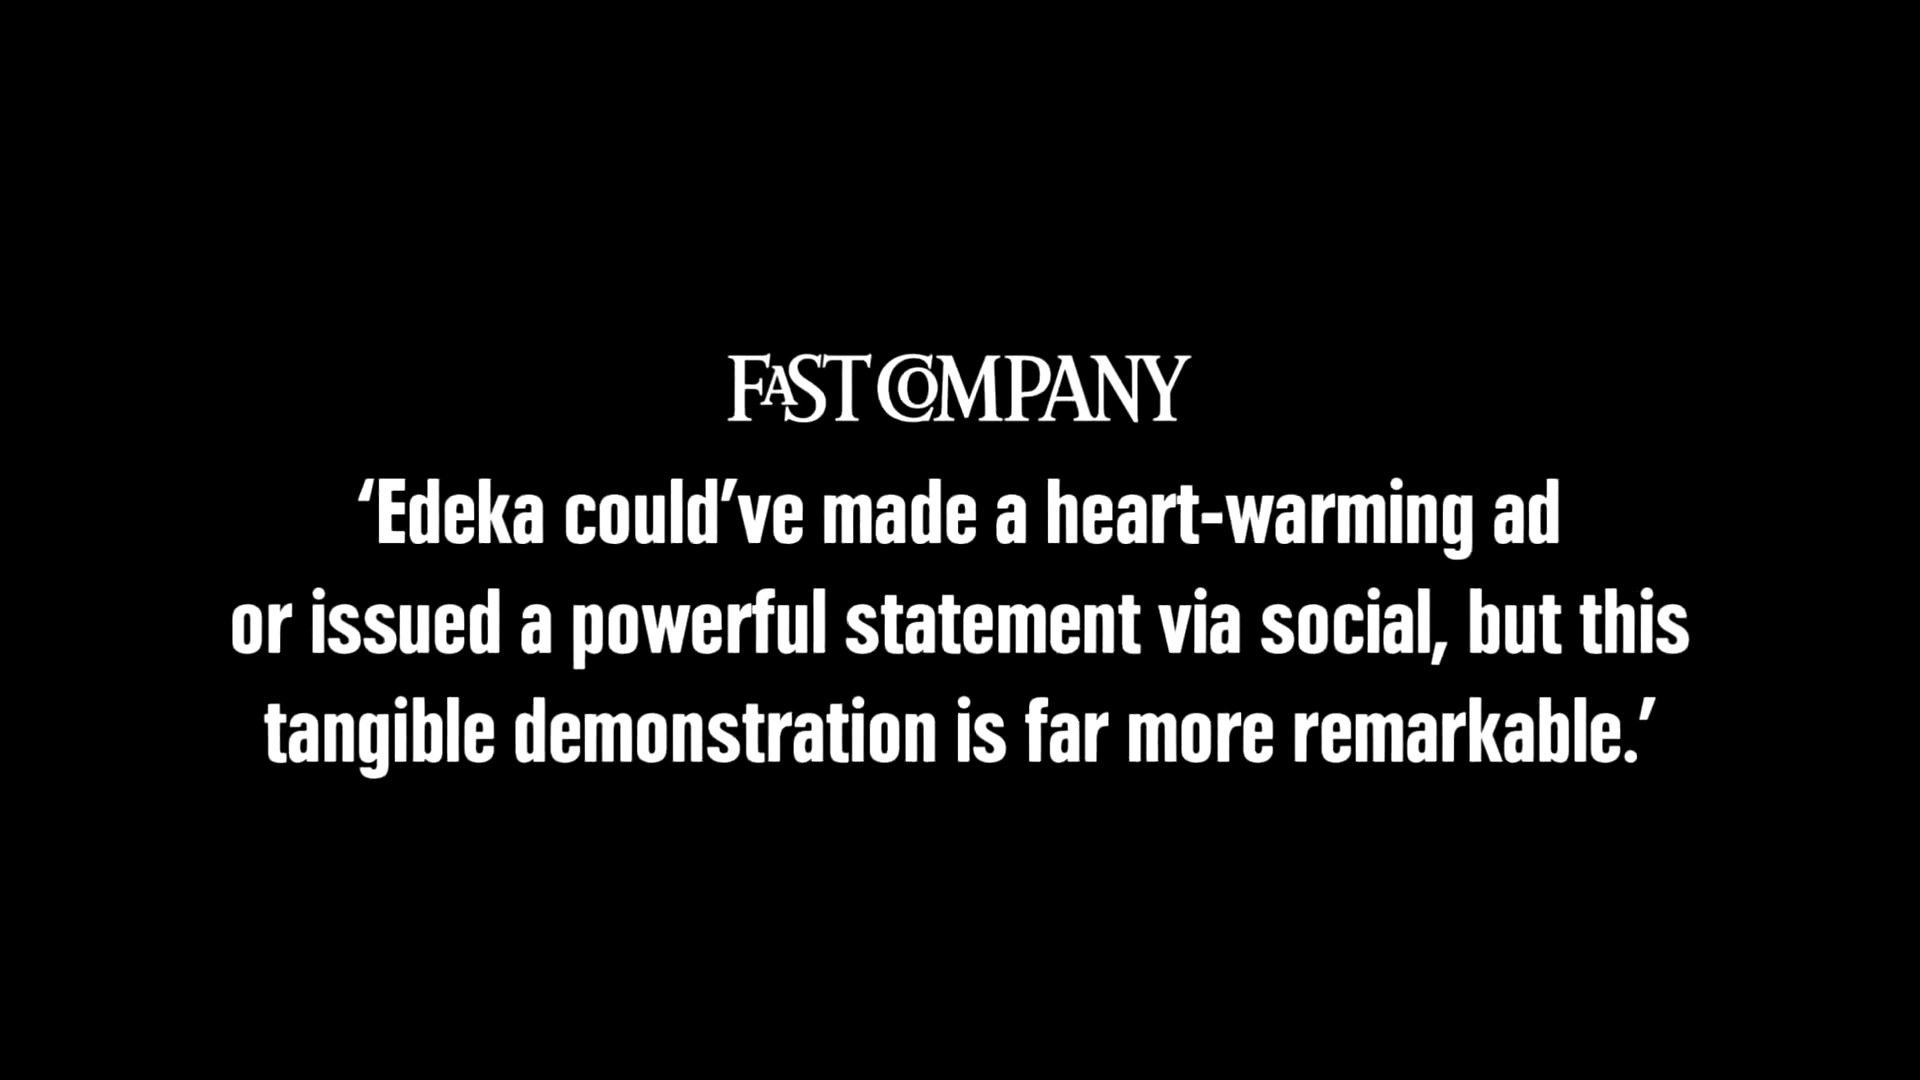 FAST COMPANY
‘Edeka could’ve made a heart-warming ad
or issued a powerful statement via social, but this
tangible demonstration is far more remarkable.’